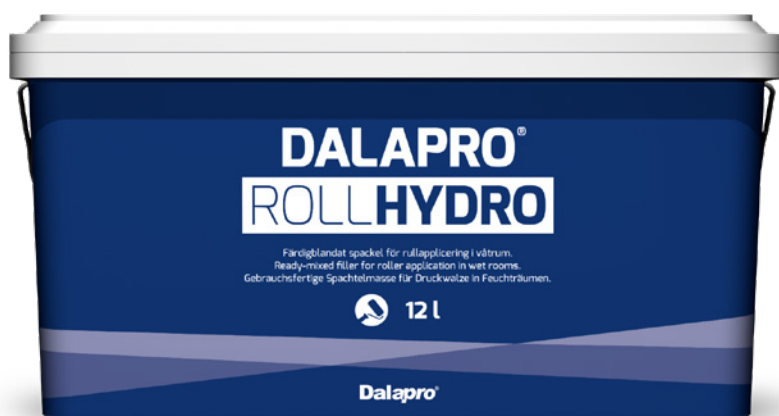 DALAPRO®
ROLLHYDRO
Färdigblandat spackel för rullapplicering i våtrum.
Ready-mixed filler for roller application in wet rooms.
Gebrauchsfertige Spachtelmasse für Druckwalze in Feuchträumen.
12 l
Dalapro®